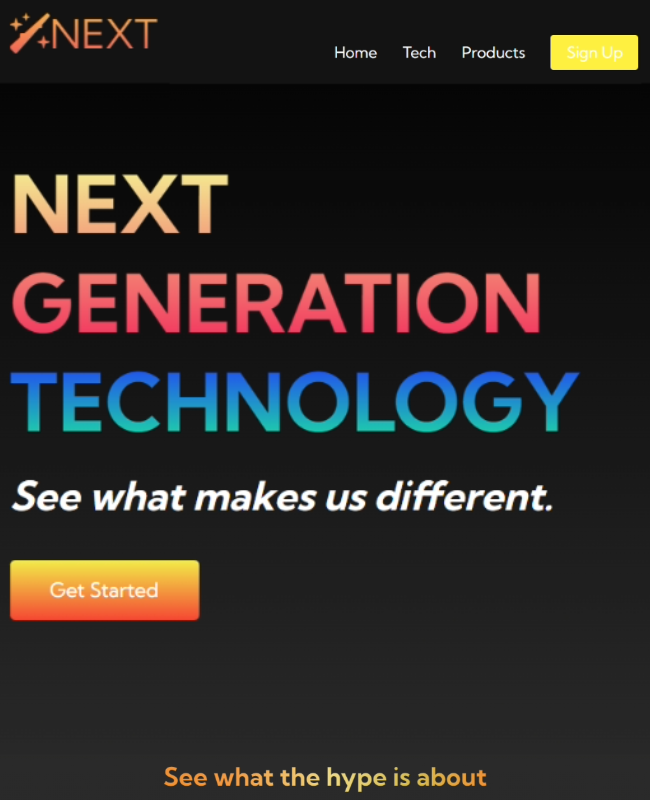 NEXT
Home Tech Products Sign Up
NEXT
GENERATION
TECHNOLOGY
See what makes us different.
Get Started
See what the hype is about